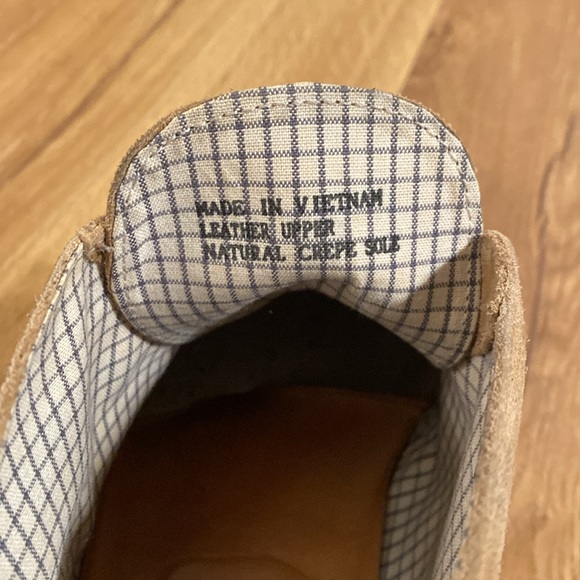 MADE IN VIETNAM
LEATHER UPPER
NATURAL CREPE SOLE